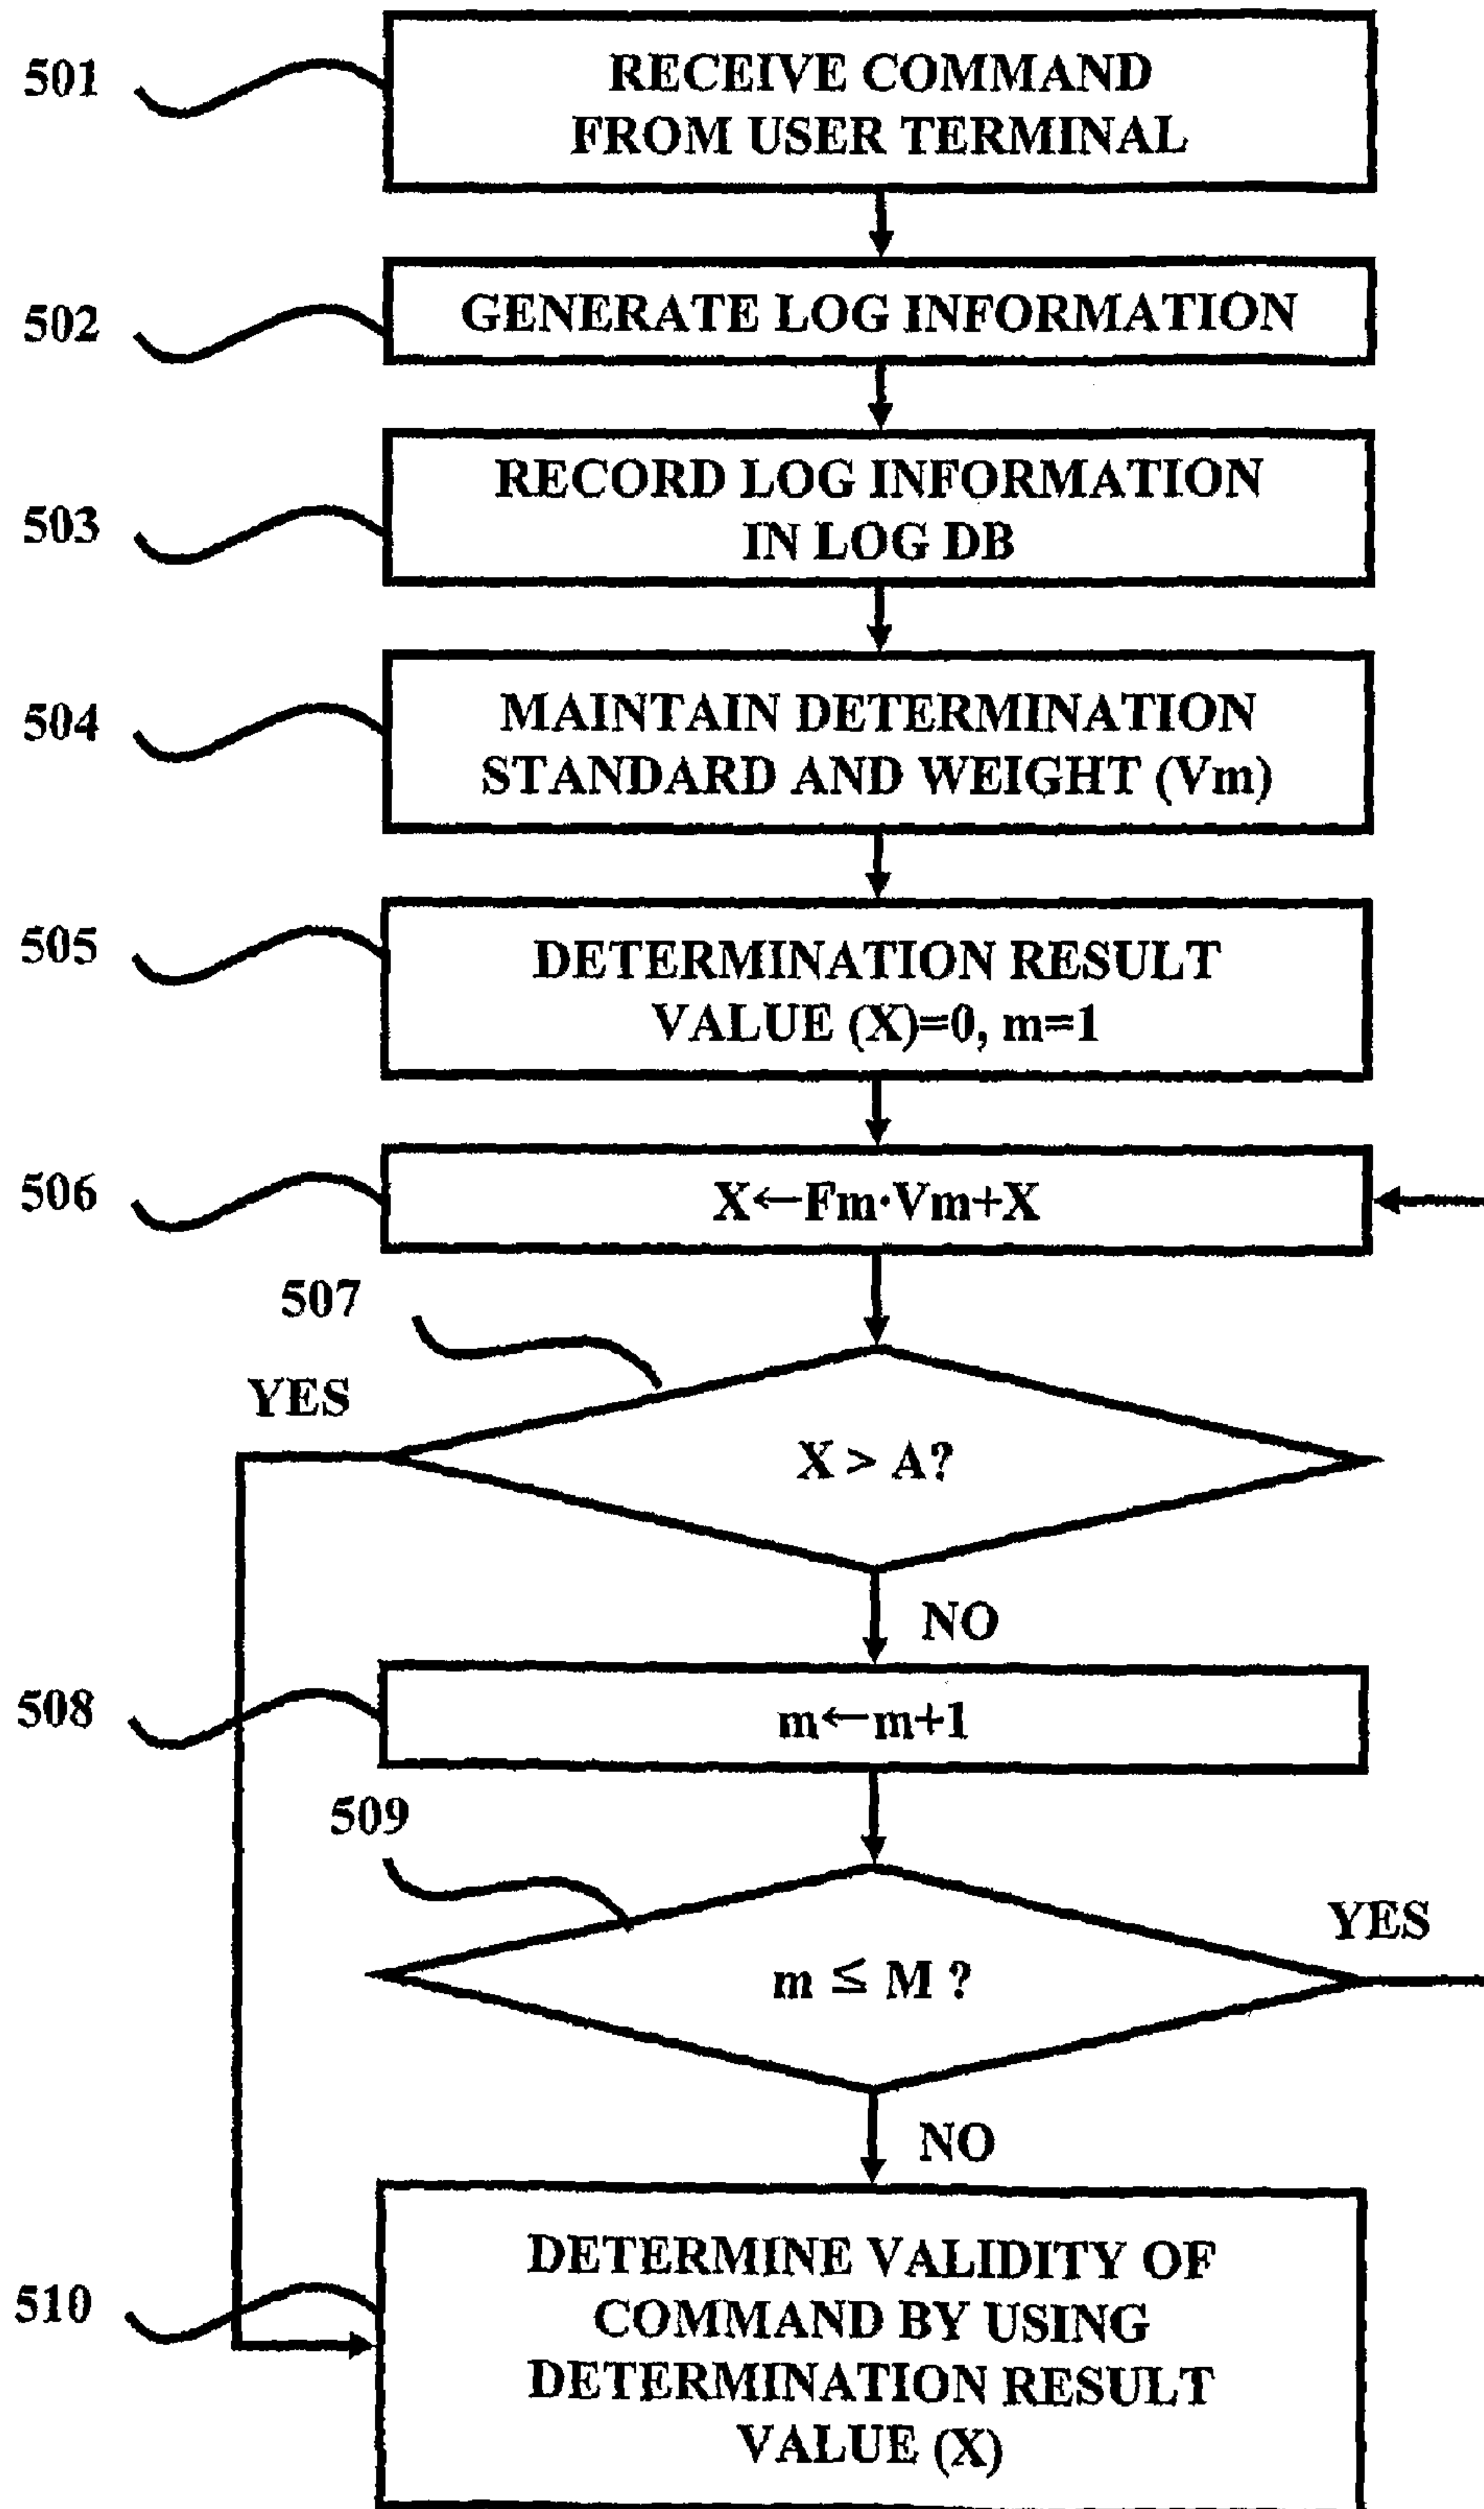 501
RECEIVE COMMAND
FROM USER TERMINAL
502
GENERATE LOG INFORMATION
503
RECORD LOG INFORMATION
IN LOG DB
504
MAINTAIN DETERMINATION
STANDARD AND WEIGHT (Vm)
505
DETERMINATION RESULT
VALUE (X)=0, m=1
506
X←Fm·Vm+X
507
YES
X > A?
NO
508
m←m+1
509
YES
m ≤ M ?
NO
510
DETERMINE VALIDITY OF
COMMAND BY USING
DETERMINATION RESULT
VALUE (X)